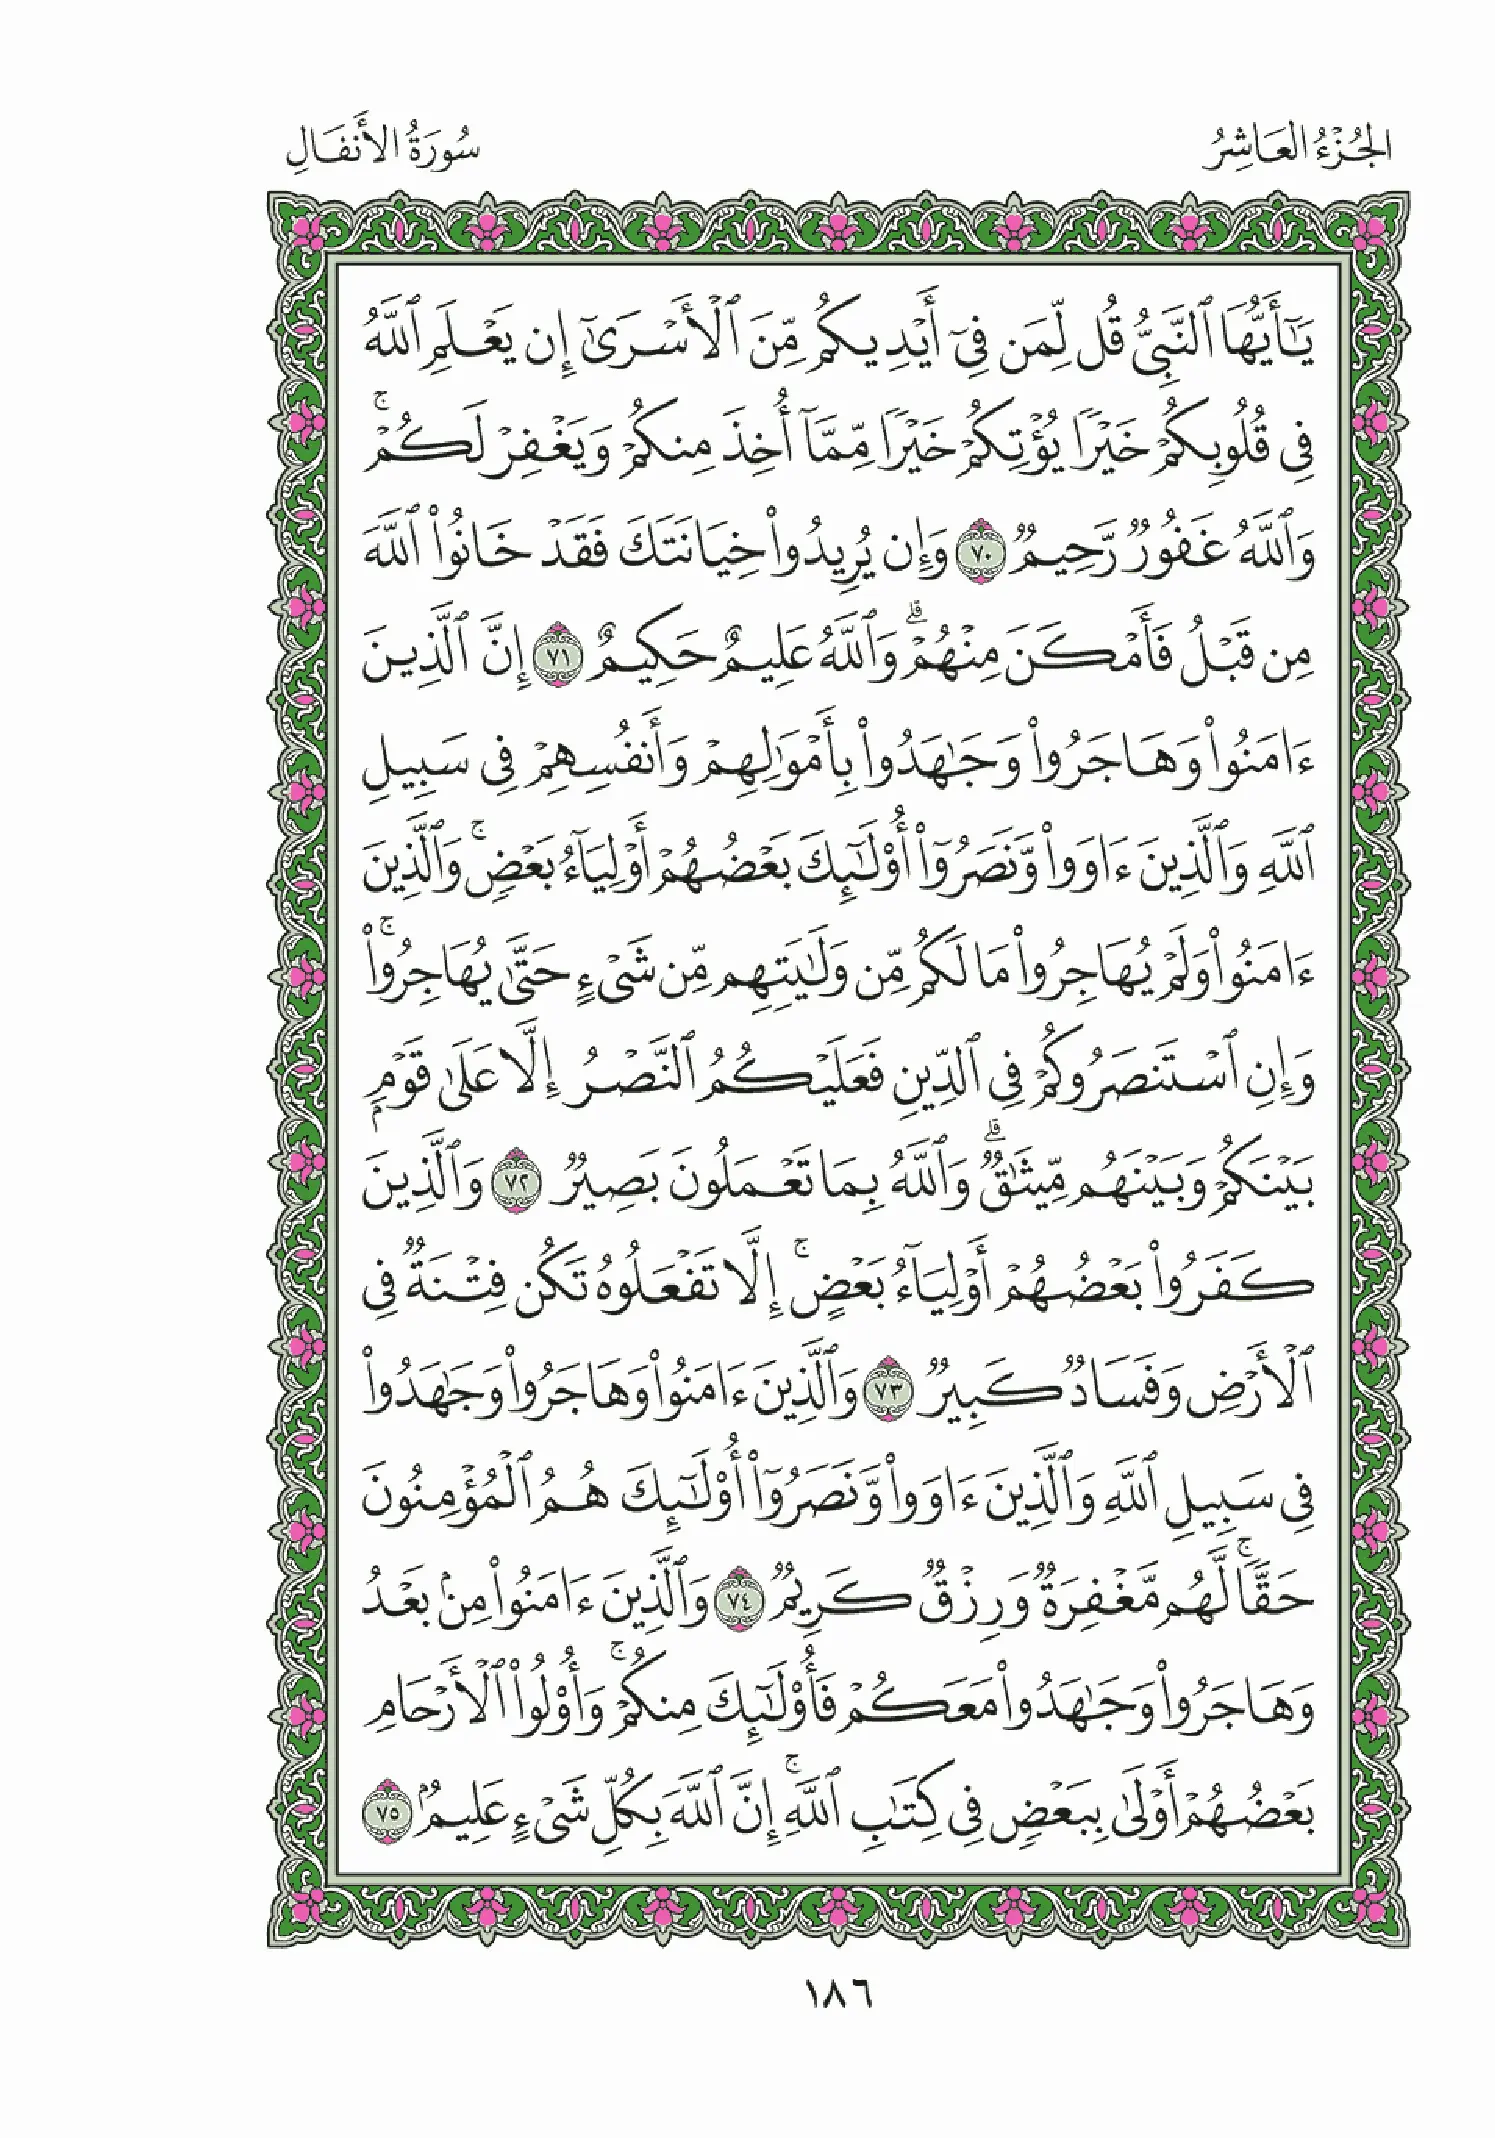 الجُزْءُ العَاشِرُ
سُورَةُ الأَنفَالِ
يَـٰٓأَيُّهَا ٱلنَّبِىُّ قُل لِّمَن فِىٓ أَيْدِيكُم مِّنَ ٱلْأَسْرَىٰٓ إِن يَعْلَمِ ٱللَّهُ
فِى قُلُوبِكُمْ خَيْرًا يُؤْتِكُمْ خَيْرًا مِّمَّآ أُخِذَ مِنكُمْ وَيَغْفِرْ لَكُمْ ۚ
وَٱللَّهُ غَفُورٌ رَّحِيمٌ ٧٠ وَإِن يُرِيدُوا۟ خِيَانَتَكَ فَقَدْ خَانُوا۟ ٱللَّهَ
مِن قَبْلُ فَأَمْكَنَ مِنْهُمْ ۗ وَٱللَّهُ عَلِيمٌ حَكِيمٌ ٧١ إِنَّ ٱلَّذِينَ
ءَامَنُوا۟ وَهَاجَرُوا۟ وَجَـٰهَدُوا۟ بِأَمْوَٰلِهِمْ وَأَنفُسِهِمْ فِى سَبِيلِ
ٱللَّهِ وَٱلَّذِينَ ءَاوَوا۟ وَّنَصَرُوٓا۟ أُو۟لَـٰٓئِكَ بَعْضُهُمْ أَوْلِيَآءُ بَعْضٍ ۚ وَٱلَّذِينَ
ءَامَنُوا۟ وَلَمْ يُهَاجِرُوا۟ مَا لَكُم مِّن وَلَـٰيَتِهِم مِّن شَىْءٍ حَتَّىٰ يُهَاجِرُوا۟ ۚ
وَإِنِ ٱسْتَنصَرُوكُمْ فِى ٱلدِّينِ فَعَلَيْكُمُ ٱلنَّصْرُ إِلَّا عَلَىٰ قَوْمٍۭ
بَيْنَكُمْ وَبَيْنَهُم مِّيثَـٰقٌ ۗ وَٱللَّهُ بِمَا تَعْمَلُونَ بَصِيرٌ ٧٢ وَٱلَّذِينَ
كَفَرُوا۟ بَعْضُهُمْ أَوْلِيَآءُ بَعْضٍ ۚ إِلَّا تَفْعَلُوهُ تَكُن فِتْنَةٌ فِى
ٱلْأَرْضِ وَفَسَادٌ كَبِيرٌ ٧٣ وَٱلَّذِينَ ءَامَنُوا۟ وَهَاجَرُوا۟ وَجَـٰهَدُوا۟
فِى سَبِيلِ ٱللَّهِ وَٱلَّذِينَ ءَاوَوا۟ وَّنَصَرُوٓا۟ أُو۟لَـٰٓئِكَ هُمُ ٱلْمُؤْمِنُونَ
حَقًّا ۚ لَّهُم مَّغْفِرَةٌ وَرِزْقٌ كَرِيمٌ ٧٤ وَٱلَّذِينَ ءَامَنُوا۟ مِنۢ بَعْدُ
وَهَاجَرُوا۟ وَجَـٰهَدُوا۟ مَعَكُمْ فَأُو۟لَـٰٓئِكَ مِنكُمْ ۚ وَأُو۟لُوا۟ ٱلْأَرْحَامِ
بَعْضُهُمْ أَوْلَىٰ بِبَعْضٍ فِى كِتَـٰبِ ٱللَّهِ ۚ إِنَّ ٱللَّهَ بِكُلِّ شَىْءٍ عَلِيمٌۢ ٧٥
١٨٦